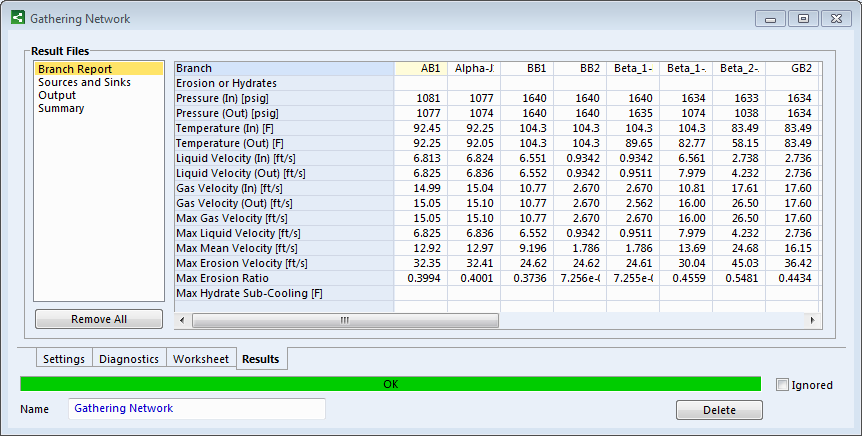 Gathering Network
Result Files
Branch Report
Sources and Sinks
Output
Summary
Remove All
Branch AB1 Alpha-J BB1 BB2 Beta_1- Beta_1-. Beta_2-. GB2
Erosion or Hydrates
Pressure (In) [psig] 1081 1077 1640 1640 1640 1634 1633 1634
Pressure (Out) [psig] 1077 1074 1640 1640 1635 1074 1038 1634
Temperature (In) [F] 92.45 92.25 104.3 104.3 104.3 104.3 83.49 83.49
Temperature (Out) [F] 92.25 92.05 104.3 104.3 89.65 82.77 58.15 83.49
Liquid Velocity (In) [ft/s] 6.813 6.824 6.551 0.9342 0.9342 6.561 2.738 2.736
Liquid Velocity (Out) [ft/s] 6.825 6.836 6.552 0.9342 0.9511 7.979 4.232 2.736
Gas Velocity (In) [ft/s] 14.99 15.04 10.77 2.670 2.670 10.81 17.61 17.60
Gas Velocity (Out) [ft/s] 15.05 15.10 10.77 2.670 2.562 16.00 26.50 17.60
Max Gas Velocity [ft/s] 15.05 15.10 10.77 2.670 2.670 16.00 26.50 17.60
Max Liquid Velocity [ft/s] 6.825 6.836 6.552 0.9342 0.9511 7.979 4.232 2.736
Max Mean Velocity [ft/s] 12.92 12.97 9.196 1.786 1.786 13.69 24.68 16.15
Max Erosion Velocity [ft/s] 32.35 32.41 24.62 24.62 24.61 30.04 45.03 36.42
Max Erosion Ratio 0.3994 0.4001 0.3736 7.256e-( 7.255e-( 0.4559 0.5481 0.4434
Max Hydrate Sub-Cooling [F]
Settings Diagnostics Worksheet Results
OK
Ignored
Name Gathering Network
Delete